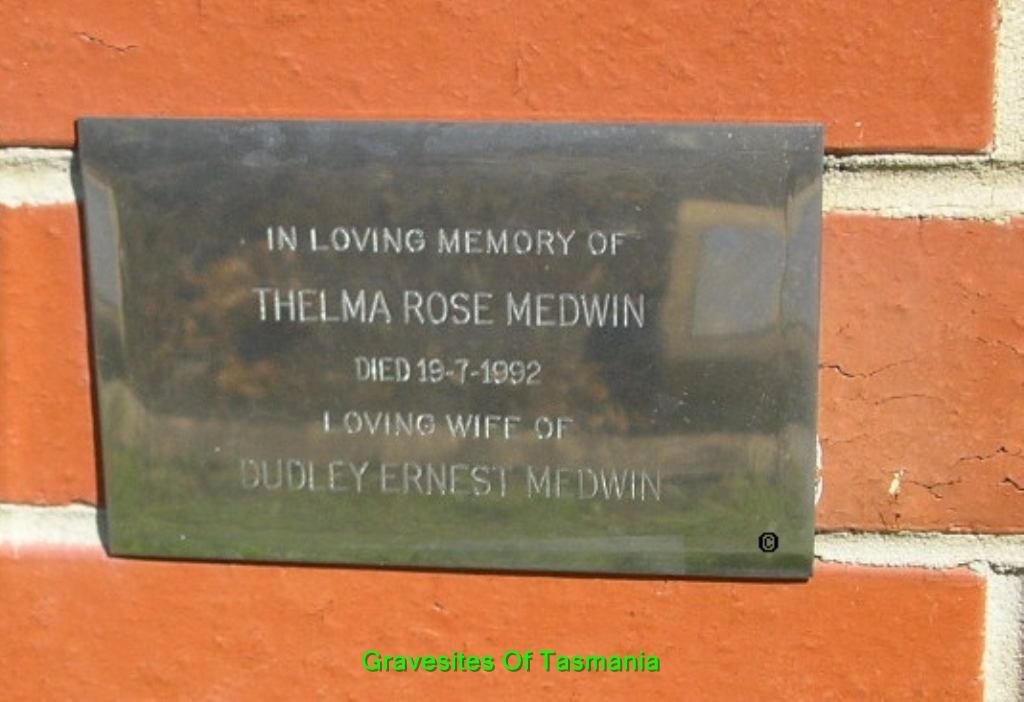 IN LOVING MEMORY OF
THELMA ROSE MEDWIN
DIED 19-7-1992
LOVING WIFE OF
DUDLEY ERNEST MEDWIN
©
Gravesites Of Tasmania